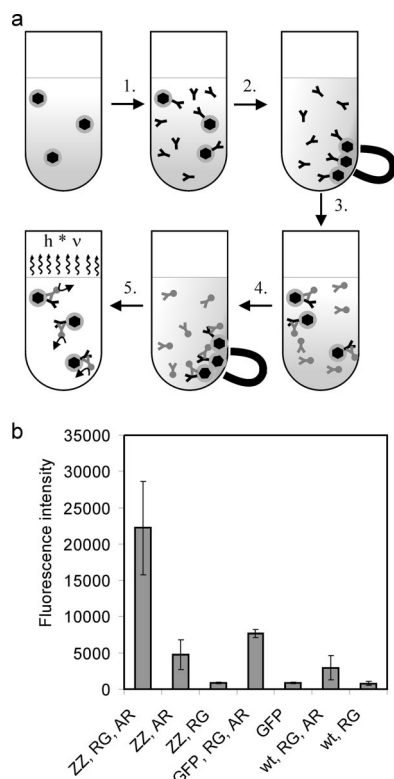 a
1.
2.
3.
h * ν
5.
4.
b
35000
30000
25000
20000
15000
10000
5000
0
Fluorescence intensity
ZZ, RG, AR
ZZ, AR
ZZ, RG
GFP, RG, AR
GFP
wt, RG, AR
wt, RG